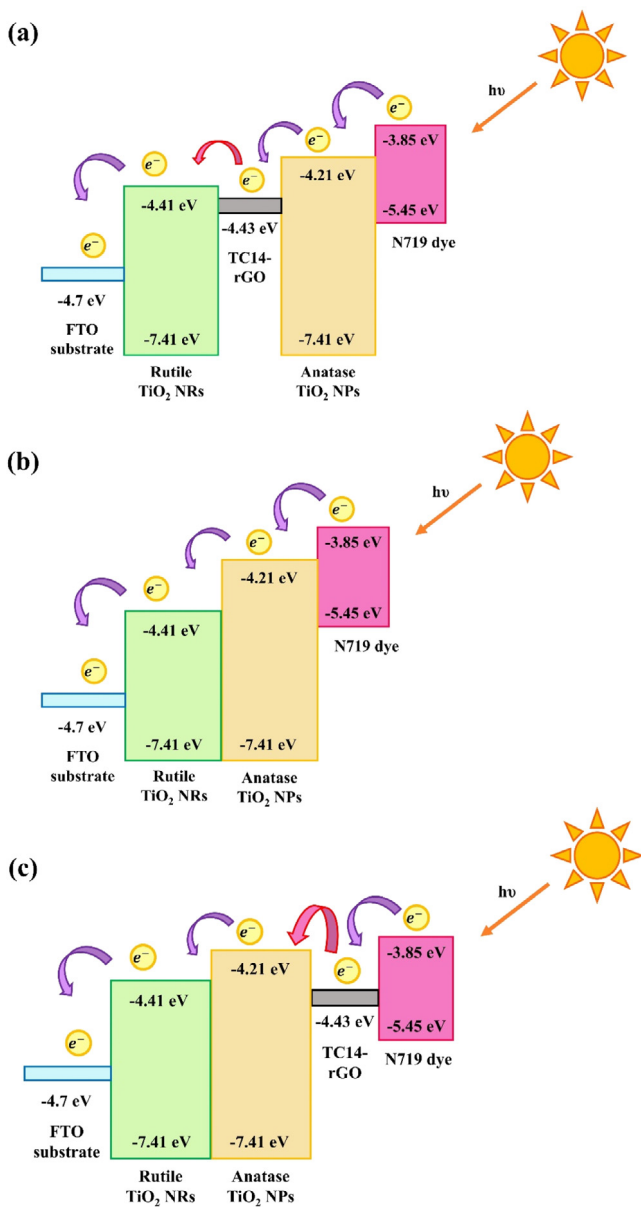 (a)
hυ
e⁻
e⁻
-3.85 eV
e⁻
e⁻
-4.21 eV
-4.41 eV
-5.45 eV
-4.43 eV
e⁻
N719 dye
TC14-
rGO
-4.7 eV
FTO
substrate
-7.41 eV
-7.41 eV
Rutile
TiO₂ NRs
Anatase
TiO₂ NPs
(b)
hυ
e⁻
-3.85 eV
e⁻
-4.21 eV
e⁻
-5.45 eV
-4.41 eV
N719 dye
e⁻
-4.7 eV
FTO
substrate
-7.41 eV
-7.41 eV
Rutile
TiO₂ NRs
Anatase
TiO₂ NPs
(c)
hυ
e⁻
e⁻
-3.85 eV
e⁻
e⁻
-4.21 eV
-4.41 eV
-4.43 eV
-5.45 eV
e⁻
TC14-
rGO
N719 dye
-4.7 eV
FTO
substrate
-7.41 eV
-7.41 eV
Rutile
TiO₂ NRs
Anatase
TiO₂ NPs